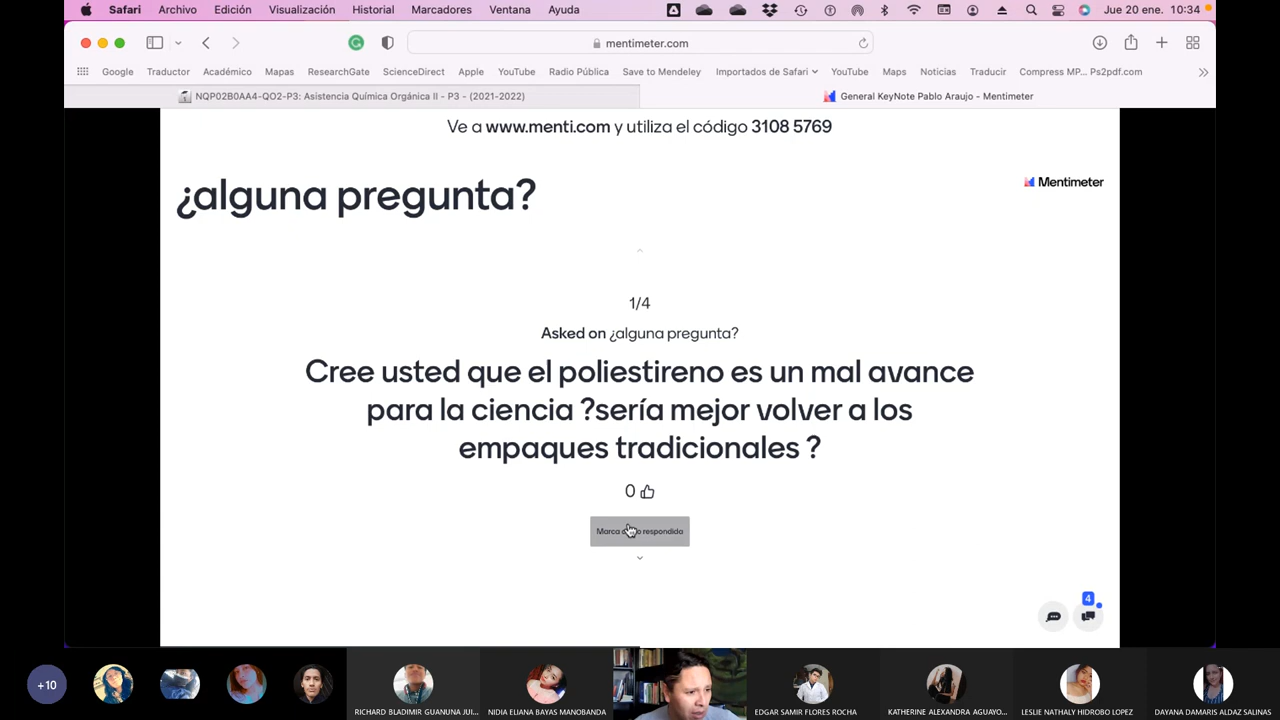 Safari Archivo Edición Visualización Historial Marcadores Ventana Ayuda Jue 20 ene. 10:34
mentimeter.com
Google Traductor Académico Mapas ResearchGate ScienceDirect Apple YouTube Radio Pública Save to Mendeley Importados de Safari YouTube Maps Noticias Traducir Compress MP... Ps2pdf.com
NQP02B0AA4-QO2-P3: Asistencia Química Orgánica II - P3 - (2021-2022) General KeyNote Pablo Araujo - Mentimeter
Ve a www.menti.com y utiliza el código 3108 5769
¿alguna pregunta?
Mentimeter
1/4
Asked on ¿alguna pregunta?
Cree usted que el poliestireno es un mal avance
para la ciencia ?sería mejor volver a los
empaques tradicionales ?
0
Marca respondido
4
+10
RICHARD BLADIMIR GUANUNA JUI... NIDIA ELIANA BAYAS MANOBANDA EDGAR SAMIR FLORES ROCHA KATHERINE ALEXANDRA AGUAYO... LESLIE NATHALY HIDROBO LOPEZ DAYANA DAMARIS ALDAZ SALINAS